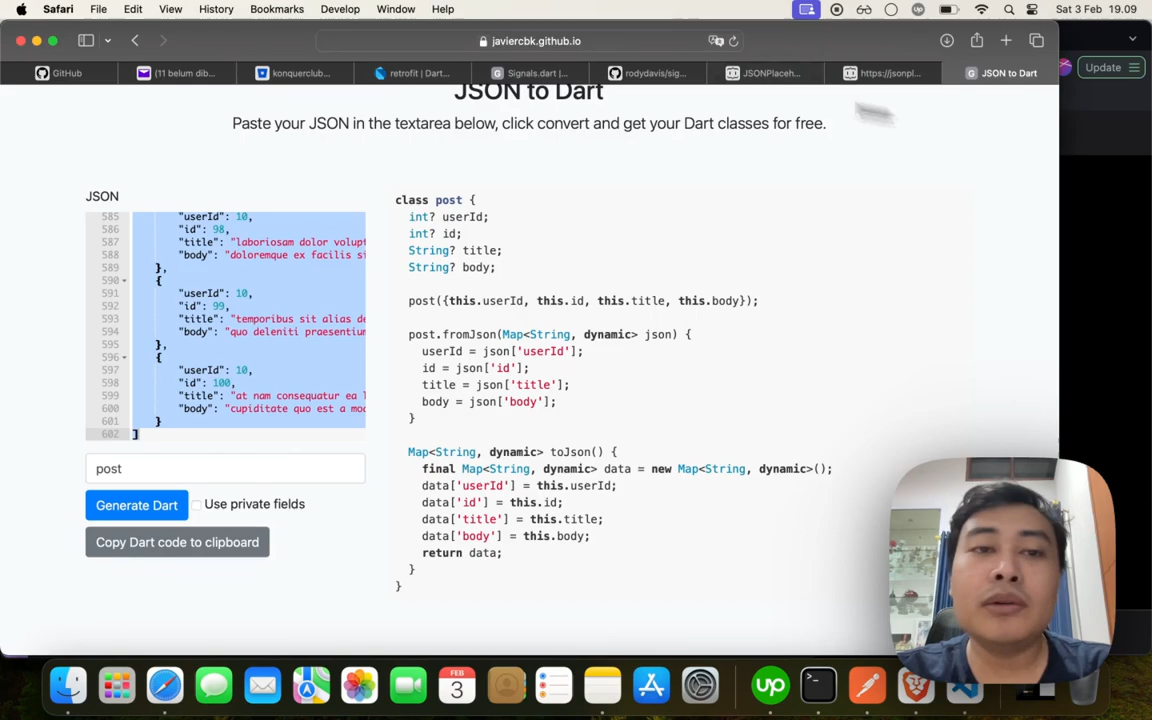 Safari File Edit View History Bookmarks Develop Window Help Sat 3 Feb 19.09
javiercbk.github.io
Update
GitHub (11 belum dib... konquerclub... retrofit | Dart... Signals.dart |... rodydavis/sig... JSONPlaceh... https://jsonpl... JSON to Dart
JSON to Dart
Paste your JSON in the textarea below, click convert and get your Dart classes for free.
JSON
585 "userId": 10,
586 "id": 98,
587 "title": "laboriosam dolor volupt
588 "body": "doloremque ex facilis si
589 },
590 {
591 "userId": 10,
592 "id": 99,
593 "title": "temporibus sit alias de
594 "body": "quo deleniti praesentium
595 },
596 {
597 "userId": 10,
598 "id": 100,
599 "title": "at nam consequatur ea l
600 "body": "cupiditate quo est a mod
601 }
602 ]
post
Generate Dart Use private fields
Copy Dart code to clipboard
class post {
int? userId;
int? id;
String? title;
String? body;
post({this.userId, this.id, this.title, this.body});
post.fromJson(Map<String, dynamic> json) {
userId = json['userId'];
id = json['id'];
title = json['title'];
body = json['body'];
}
Map<String, dynamic> toJson() {
final Map<String, dynamic> data = new Map<String, dynamic>();
data['userId'] = this.userId;
data['id'] = this.id;
data['title'] = this.title;
data['body'] = this.body;
return data;
}
}
FEB
3
up